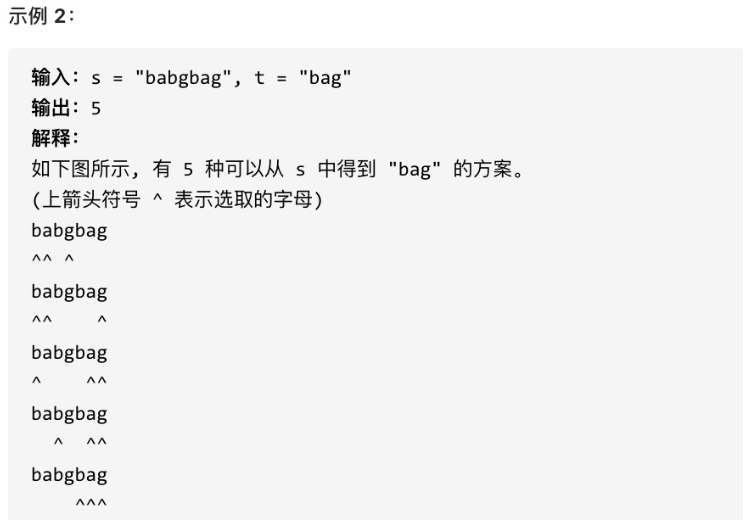 示例 2：
输入：s = "babgbag", t = "bag"
输出：5
解释：
如下图所示, 有 5 种可以从 s 中得到 "bag" 的方案。
(上箭头符号 ^ 表示选取的字母)
babgbag
^^ ^
babgbag
^^    ^
babgbag
^    ^^
babgbag
  ^  ^^
babgbag
    ^^^